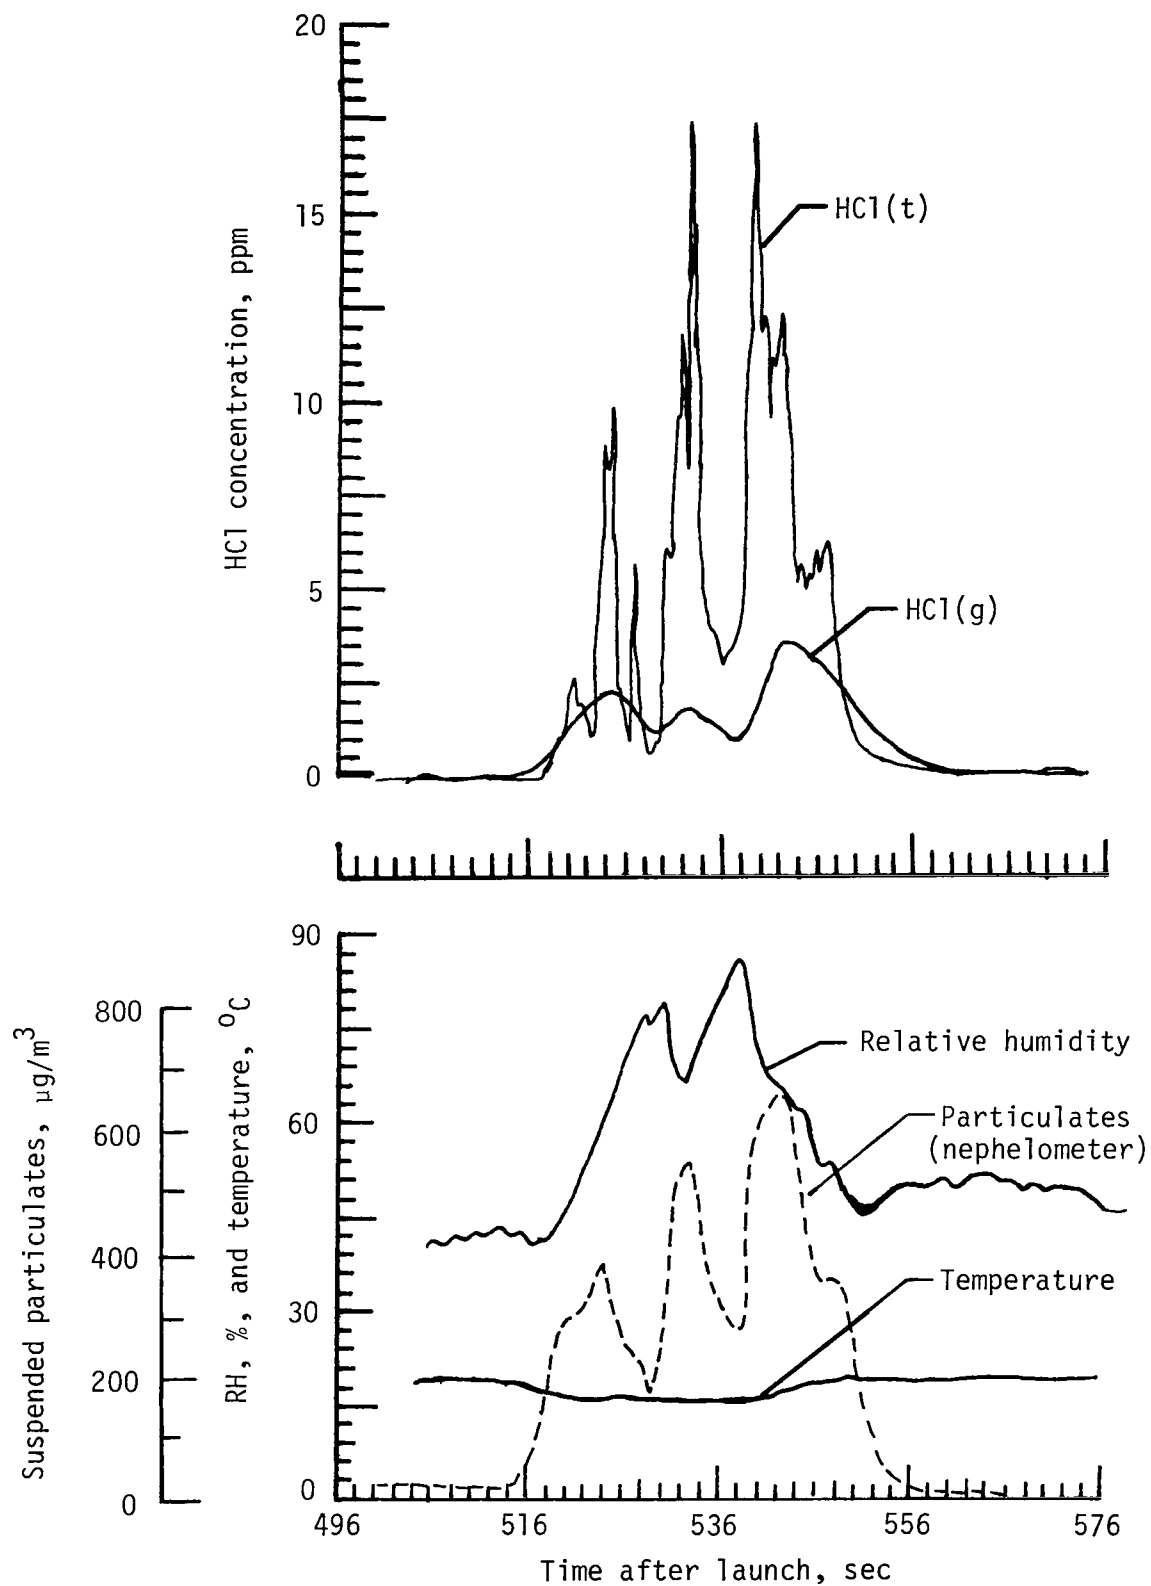 20
15
10
5
0
HCl concentration, ppm
HCl(t)
HCl(g)
90
60
30
0
800
600
400
200
0
Suspended particulates, μg/m3
RH, %, and temperature, ºC
Relative humidity
Particulates
(nephelometer)
Temperature
496 516 536 556 576
Time after launch, sec